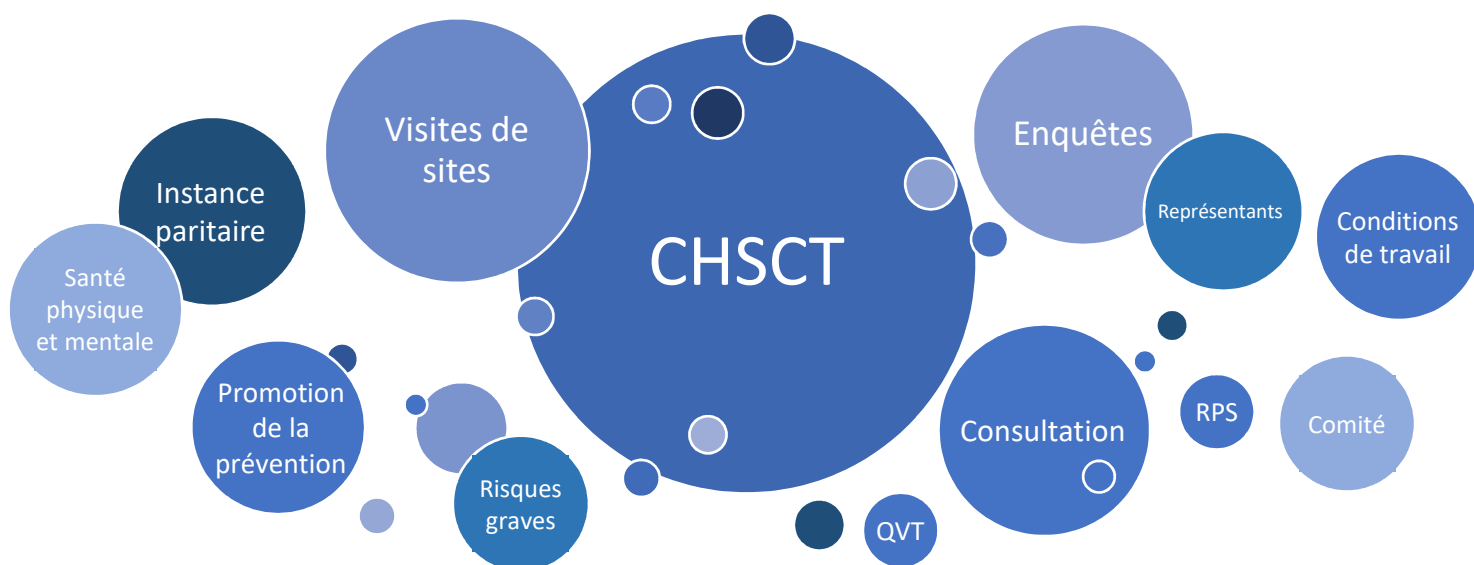 Visites de
sites
Enquêtes
Instance
paritaire
Représentants
Conditions
de travail
CHSCT
Santé
physique
et mentale
Promotion
de la
prévention
Consultation
RPS
Comité
Risques
graves
QVT